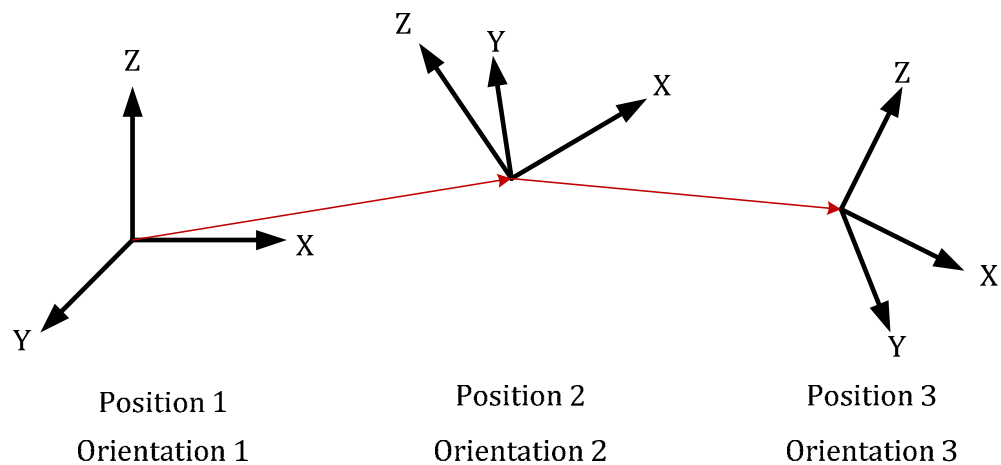 Z
X
Y
Z
Y
X
Z
X
Y
Position 1
Orientation 1
Position 2
Orientation 2
Position 3
Orientation 3